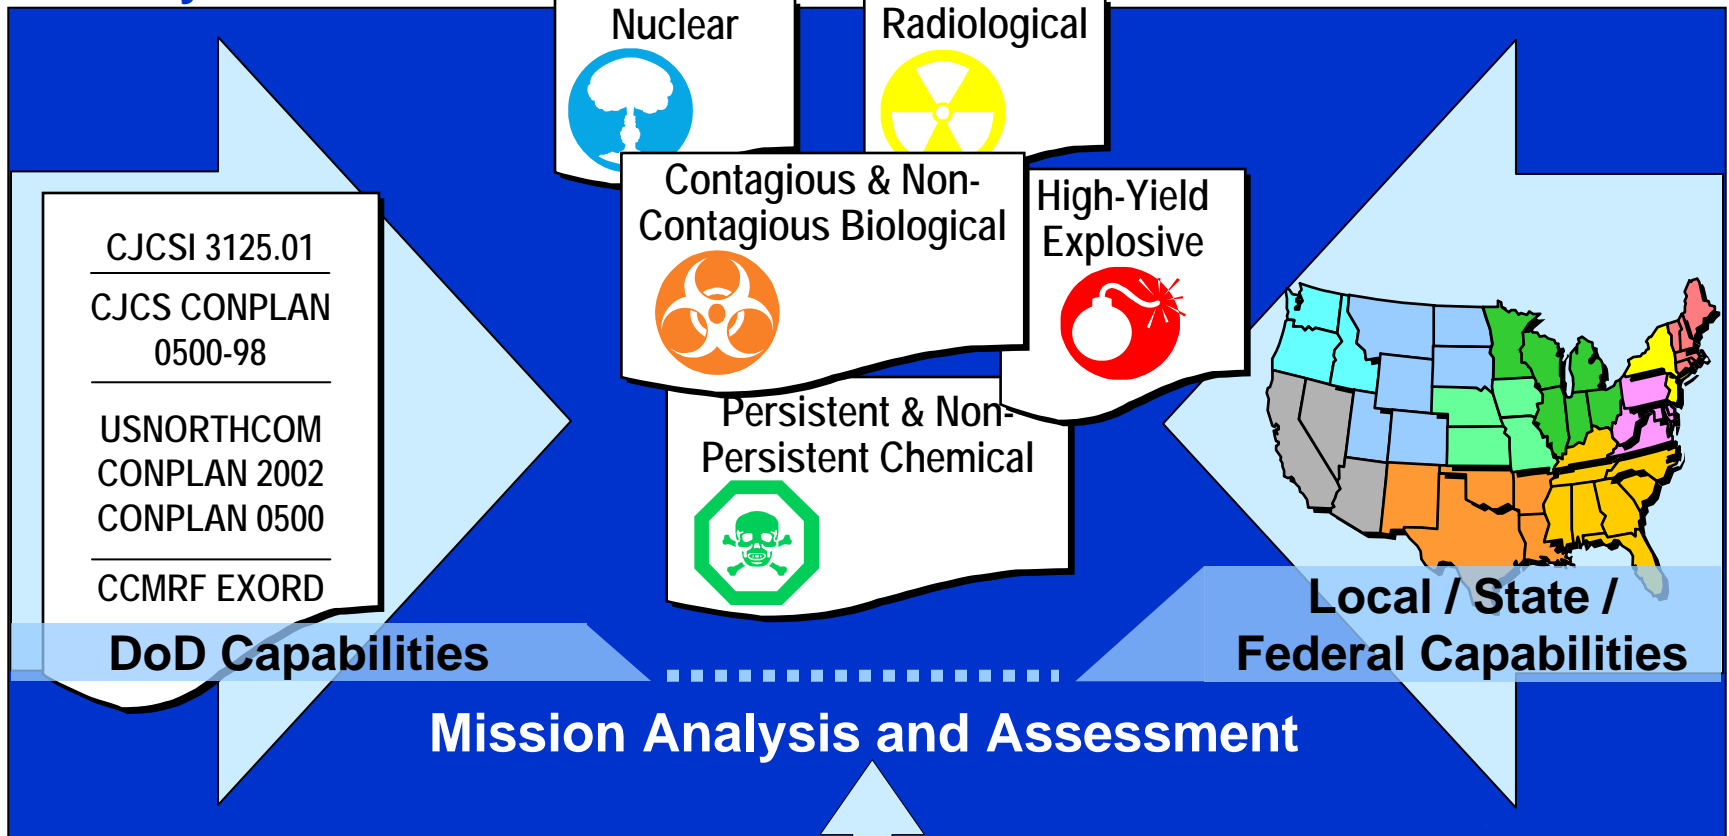 Nuclear
Radiological
Contagious & Non-
Contagious Biological
High-Yield
Explosive
Persistent & Non-
Persistent Chemical
CJCSI 3125.01
CJCS CONPLAN
0500-98
USNORTHCOM
CONPLAN 2002
CONPLAN 0500
CCMRF EXORD
DoD Capabilities
Local / State /
Federal Capabilities
Mission Analysis and Assessment